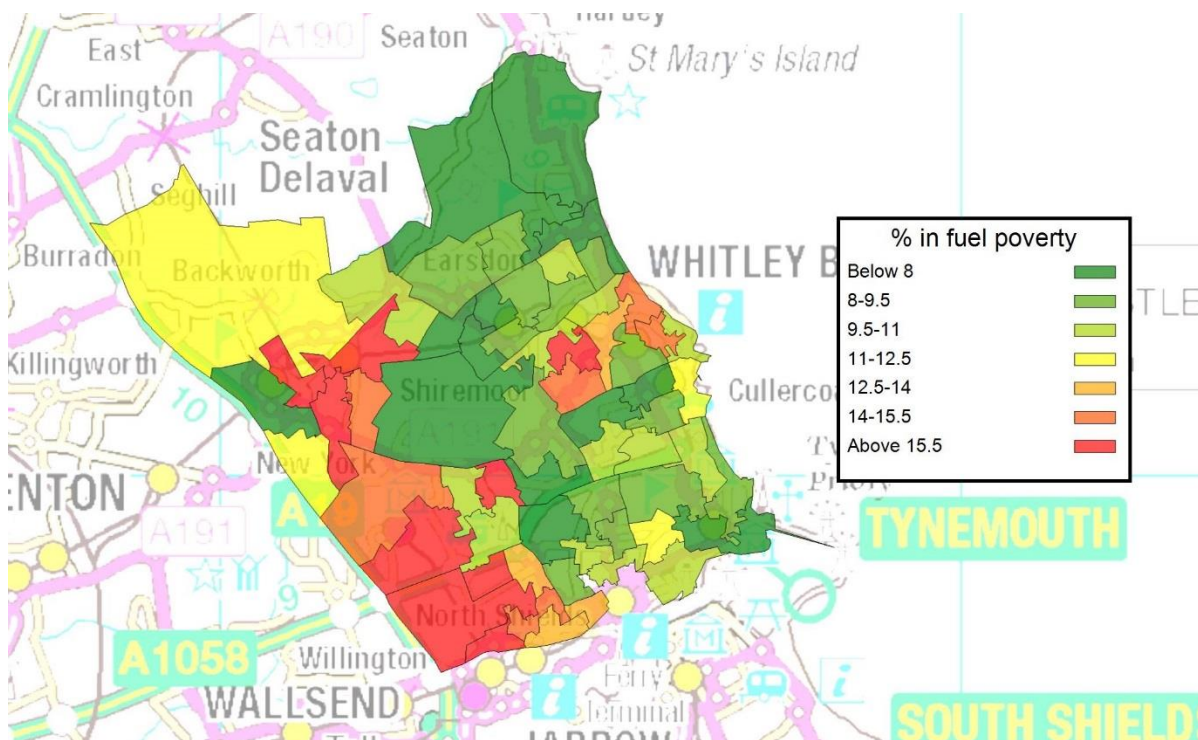 A190
Seaton
East
St Mary's Island
Cramlington
Seaton
Delaval
Seghill
Burradon
Backworth
Earsdon
WHITLEY B
% in fuel poverty
Below 8
8-9.5
9.5-11
11-12.5
12.5-14
14-15.5
Above 15.5
STLE
Killingworth
10
Shiremoor
Cullercoa
New York
ENTON
A19
A191
Priory
TYNEMOUTH
9
North Shields
A1058
Willington
WALLSEND
Ferry
Terminal
JARROW
SOUTH SHIELD